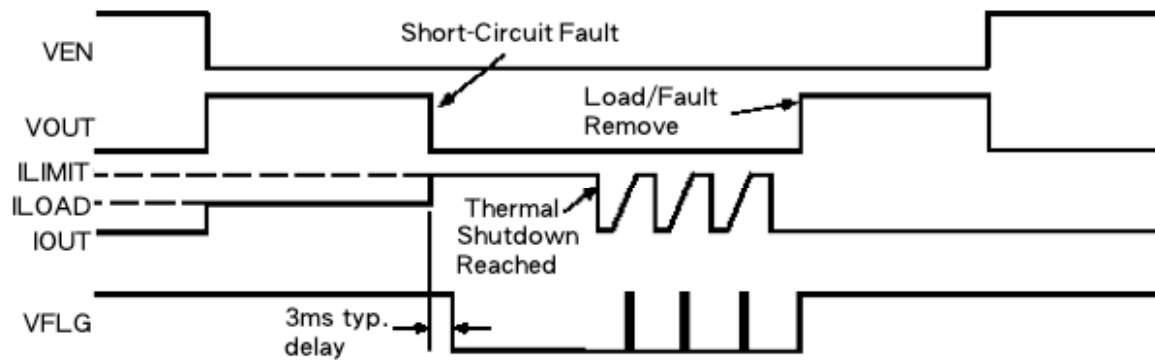 VEN
Short-Circuit Fault
VOUT
Load/Fault
Remove
ILIMIT
ILOAD
IOUT
Thermal
Shutdown
Reached
VFLG
3ms typ.
delay